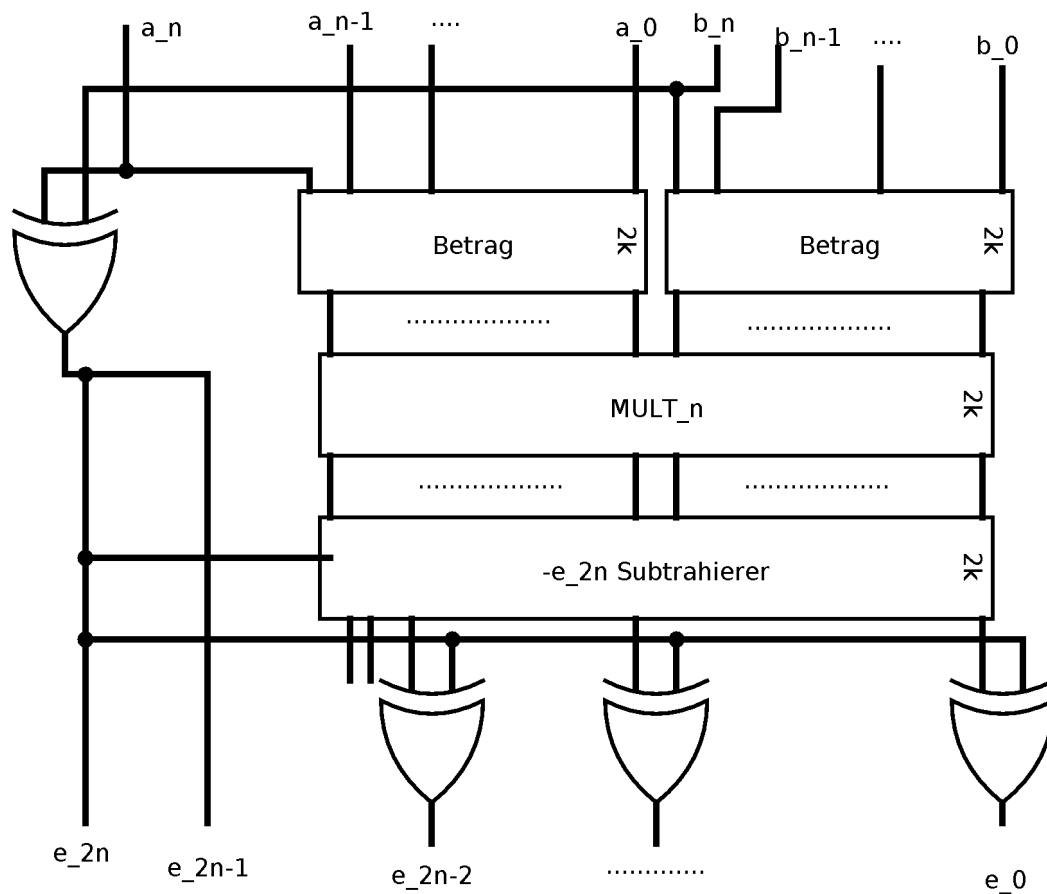 a_n
a_n-1
....
a_0
b_n
b_n-1
....
b_0
Betrag
2k
Betrag
2k
...................
...................
MULT_n
2k
...................
...................
-e_2n Subtrahierer
2k
e_2n
e_2n-1
e_2n-2
.............
e_0